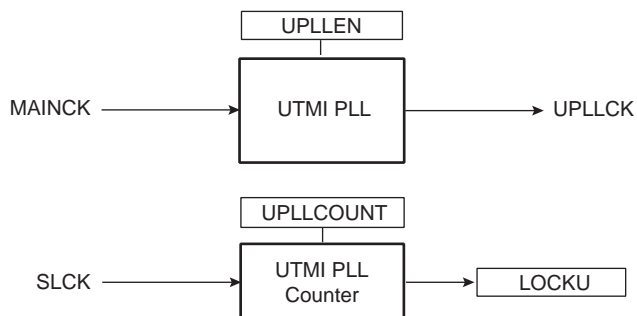 UPLLEN
MAINCK
UTMI PLL
UPLLCK
UPLLCOUNT
SLCK
UTMI PLL
Counter
LOCKU